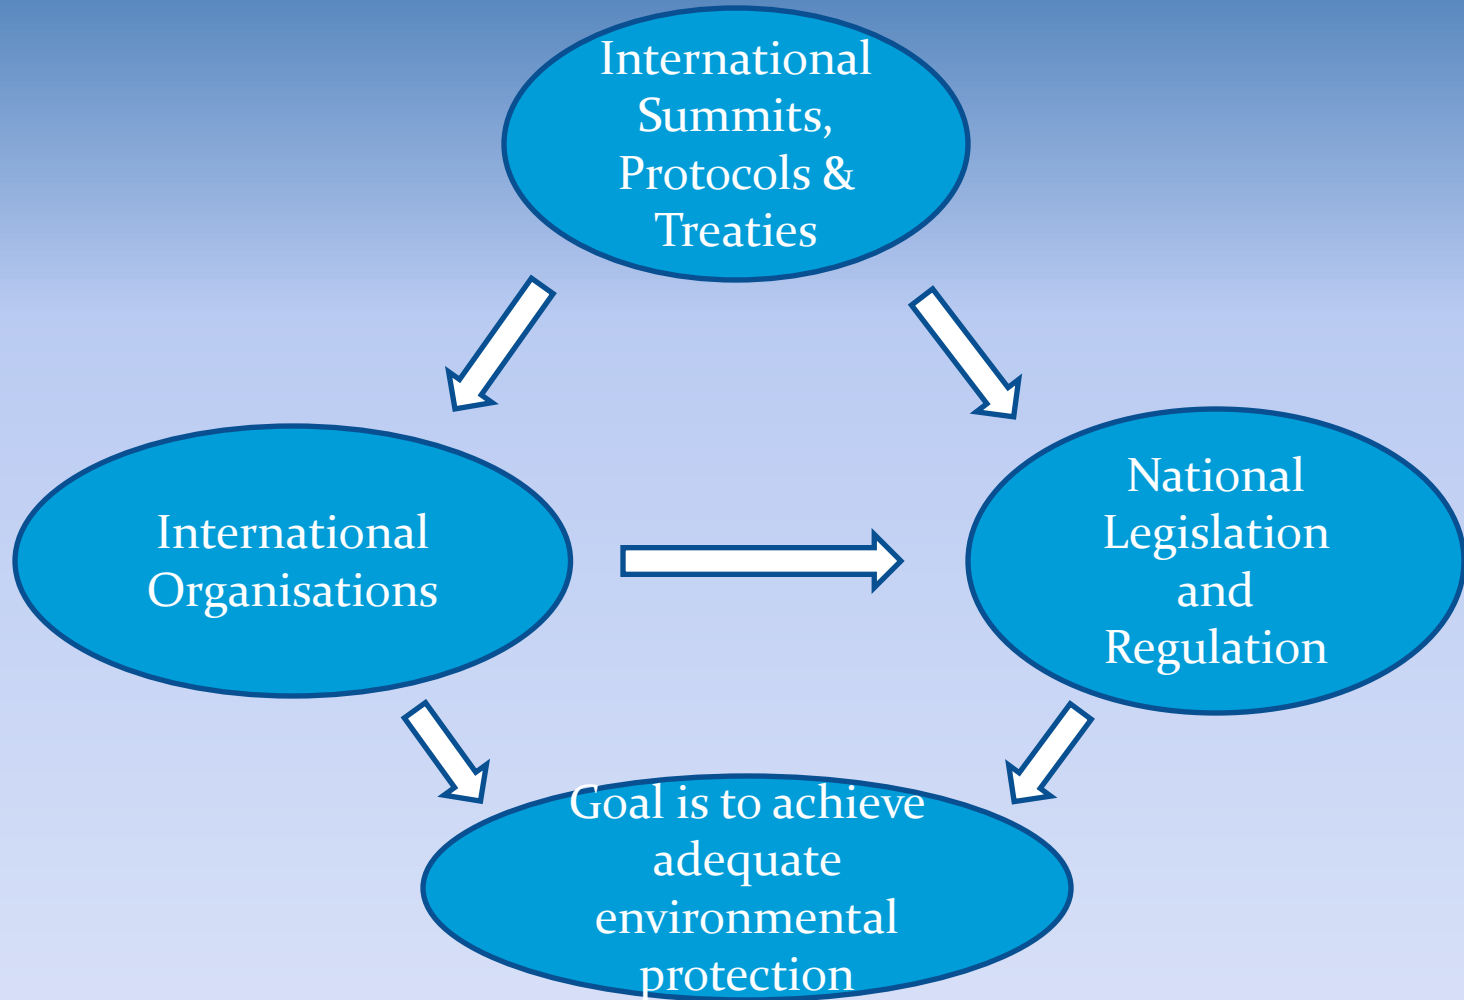 International
Summits,
Protocols &
Treaties
International
Organisations
National
Legislation
and
Regulation
Goal is to achieve
adequate
environmental
protection